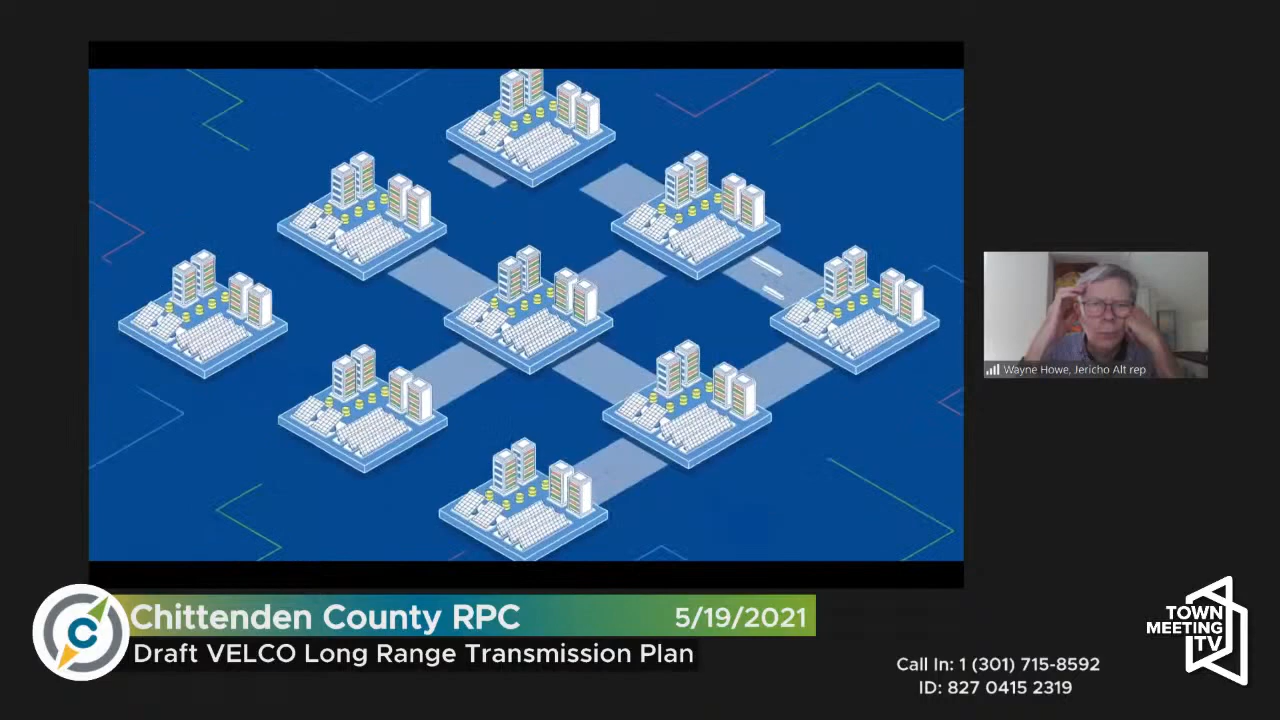 Wayne Howe, Jericho Alt rep
Chittenden County RPC 5/19/2021
Draft VELCO Long Range Transmission Plan
Call In: 1 (301) 715-8592
ID: 827 0415 2319
TOWN
MEETING
TV
C